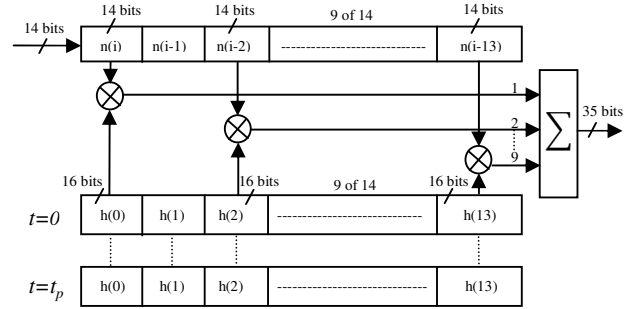 14 bits 14 bits 9 of 14 14 bits
14 bits
n(i) n(i-1) n(i-2) n(i-13)
1
2
9
Σ
35 bits
16 bits 16 bits 9 of 14 16 bits
t=0 h(0) h(1) h(2) h(13)
t=tp h(0) h(1) h(2) h(13)